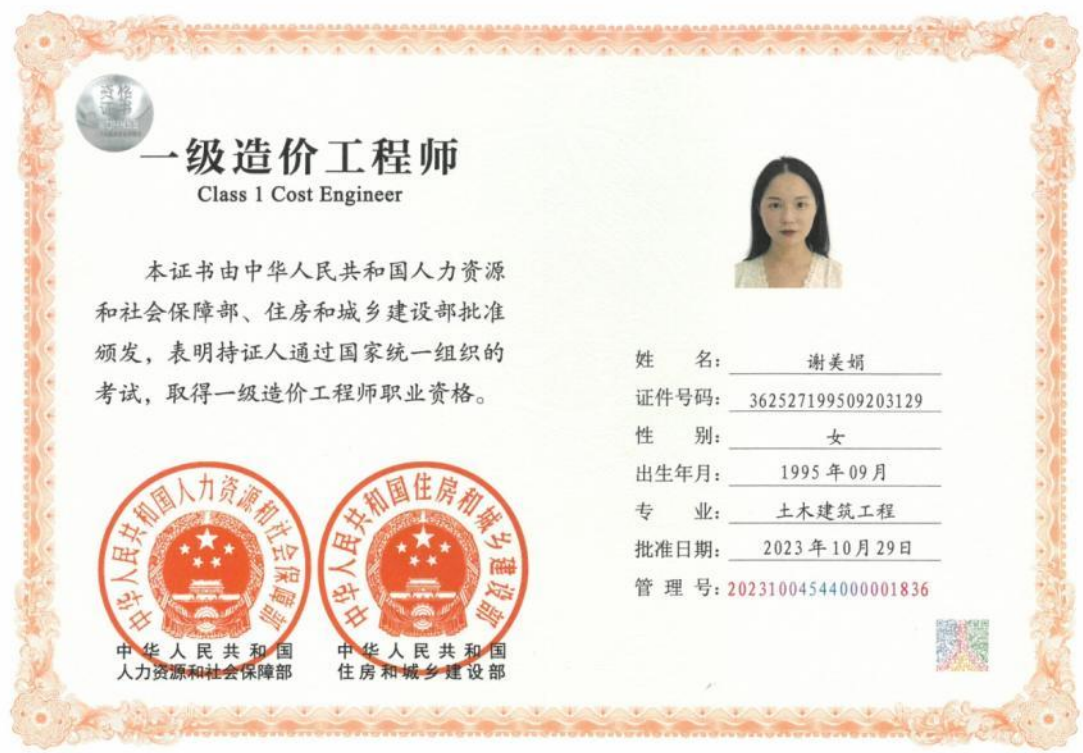 资格
证书
一级造价工程师
Class 1 Cost Engineer
本证书由中华人民共和国人力资源
和社会保障部、住房和城乡建设部批准
颁发，表明持证人通过国家统一组织的
考试，取得一级造价工程师职业资格。
中华人民共和国人力资源和社会保障部
中华人民共和国
人力资源和社会保障部
中华人民共和国住房和城乡建设部
中华人民共和国
住房和城乡建设部
姓 名：谢美娟
证件号码：362527199509203129
性 别：女
出生年月：1995年09月
专 业：土木建筑工程
批准日期：2023年10月29日
管 理 号：20231004544000001836